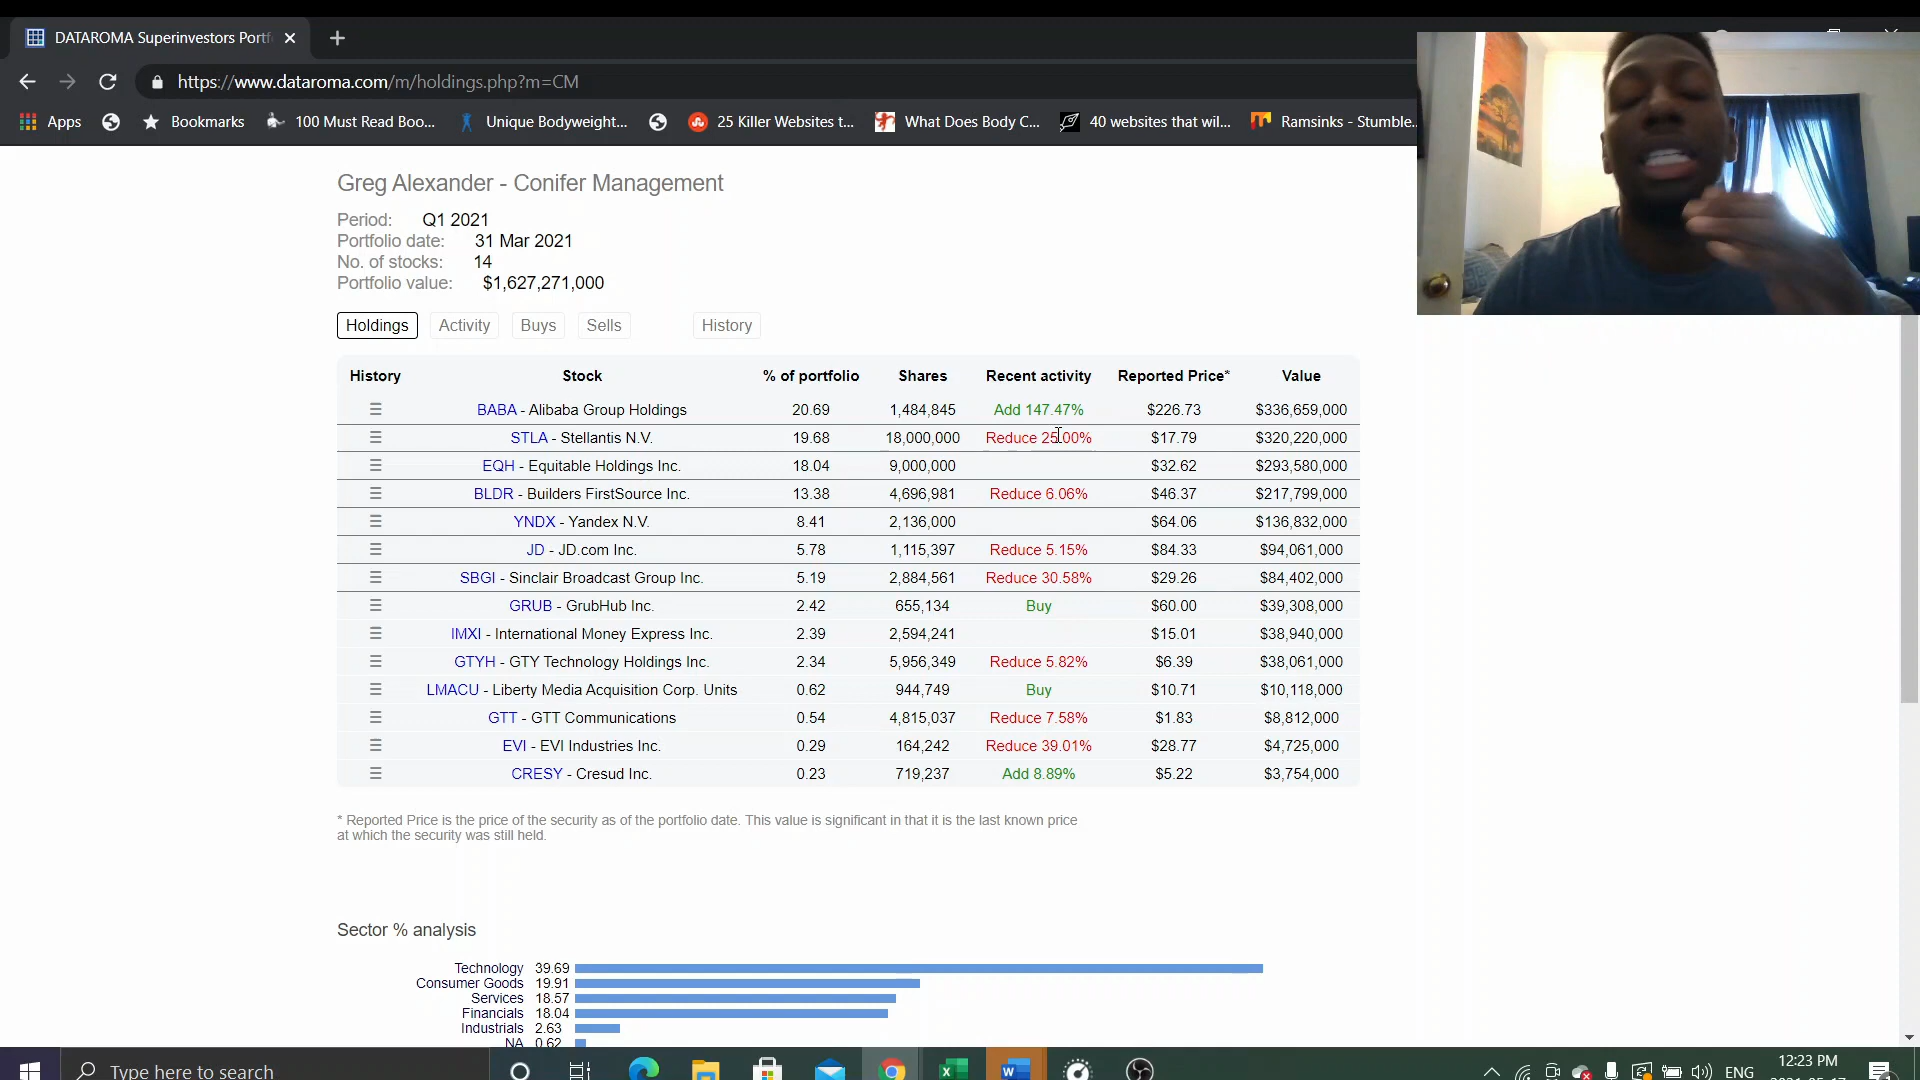 DATAROMA Superinvestors Portf
https://www.dataroma.com/m/holdings.php?m=CM
Apps Bookmarks 100 Must Read Boo... Unique Bodyweight... 25 Killer Websites t... What Does Body C... 40 websites that wil... Ramsinks - Stumble...
Greg Alexander - Conifer Management
Period: Q1 2021
Portfolio date: 31 Mar 2021
No. of stocks: 14
Portfolio value: $1,627,271,000
Holdings Activity Buys Sells History
History Stock % of portfolio Shares Recent activity Reported Price* Value
BABA - Alibaba Group Holdings 20.69 1,484,845 Add 147.47% $226.73 $336,659,000
STLA - Stellantis N.V. 19.68 18,000,000 Reduce 25.00% $17.79 $320,220,000
EQH - Equitable Holdings Inc. 18.04 9,000,000 $32.62 $293,580,000
BLDR - Builders FirstSource Inc. 13.38 4,696,981 Reduce 6.06% $46.37 $217,799,000
YNDX - Yandex N.V. 8.41 2,136,000 $64.06 $136,832,000
JD - JD.com Inc. 5.78 1,115,397 Reduce 5.15% $84.33 $94,061,000
SBGI - Sinclair Broadcast Group Inc. 5.19 2,884,561 Reduce 30.58% $29.26 $84,402,000
GRUB - GrubHub Inc. 2.42 655,134 Buy $60.00 $39,308,000
IMXI - International Money Express Inc. 2.39 2,594,241 $15.01 $38,940,000
GTYH - GTY Technology Holdings Inc. 2.34 5,956,349 Reduce 5.82% $6.39 $38,061,000
LMACU - Liberty Media Acquisition Corp. Units 0.62 944,749 Buy $10.71 $10,118,000
GTT - GTT Communications 0.54 4,815,037 Reduce 7.58% $1.83 $8,812,000
EVI - EVI Industries Inc. 0.29 164,242 Reduce 39.01% $28.77 $4,725,000
CRESY - Cresud Inc. 0.23 719,237 Add 8.89% $5.22 $3,754,000
* Reported Price is the price of the security as of the portfolio date. This value is significant in that it is the last known price
at which the security was still held.
Sector % analysis
Technology 39.69
Consumer Goods 19.91
Services 18.57
Financials 18.04
Industrials 2.63
NA 0.62
Type here to search
ENG
12:23 PM